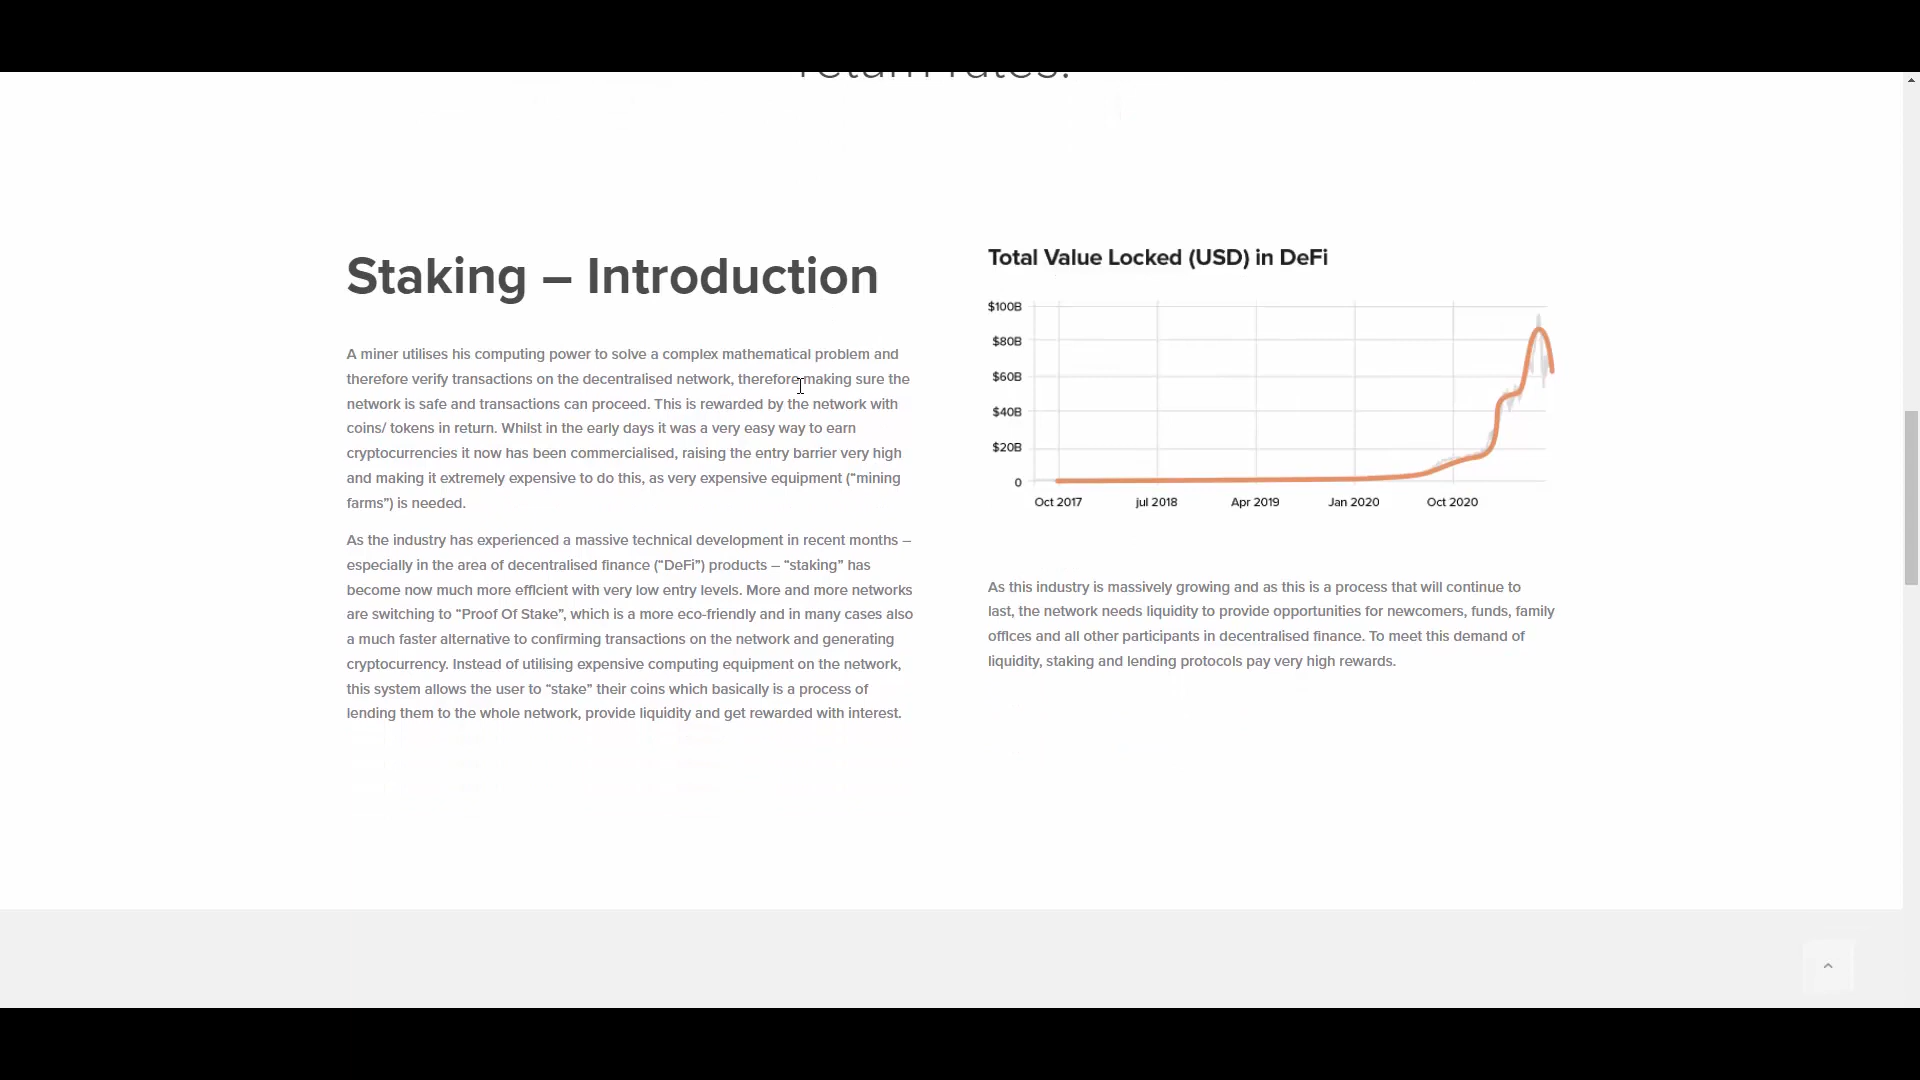 return rates.
Staking – Introduction
A miner utilises his computing power to solve a complex mathematical problem and
therefore verify transactions on the decentralised network, therefore making sure the
network is safe and transactions can proceed. This is rewarded by the network with
coins/ tokens in return. Whilst in the early days it was a very easy way to earn
cryptocurrencies it now has been commercialised, raising the entry barrier very high
and making it extremely expensive to do this, as very expensive equipment (“mining
farms”) is needed.
As the industry has experienced a massive technical development in recent months –
especially in the area of decentralised finance (“DeFi”) products – “staking” has
become now much more efficient with very low entry levels. More and more networks
are switching to “Proof Of Stake”, which is a more eco-friendly and in many cases also
a much faster alternative to confirming transactions on the network and generating
cryptocurrency. Instead of utilising expensive computing equipment on the network,
this system allows the user to “stake” their coins which basically is a process of
lending them to the whole network, provide liquidity and get rewarded with interest.
Total Value Locked (USD) in DeFi
$100B
$80B
$60B
$40B
$20B
0
Oct 2017 jul 2018 Apr 2019 Jan 2020 Oct 2020
As this industry is massively growing and as this is a process that will continue to
last, the network needs liquidity to provide opportunities for newcomers, funds, family
offices and all other participants in decentralised finance. To meet this demand of
liquidity, staking and lending protocols pay very high rewards.